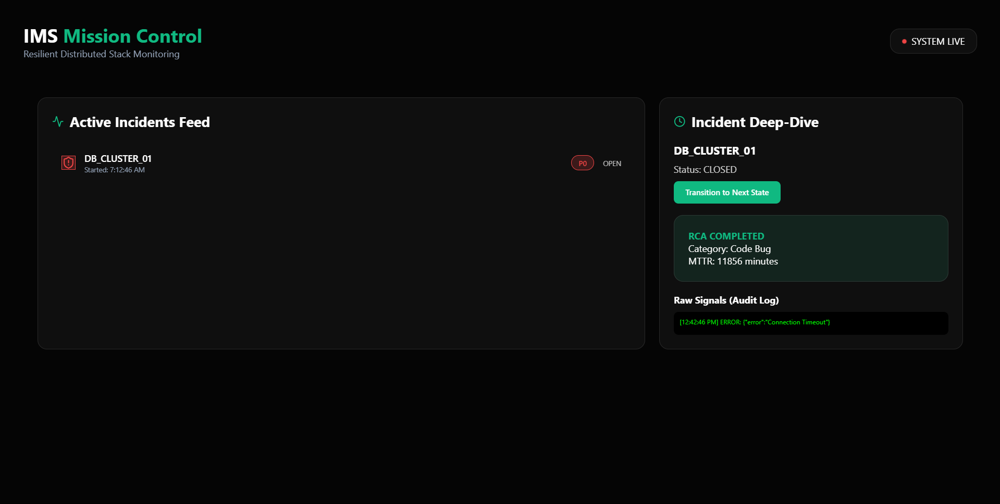 IMS Mission Control
Resilient Distributed Stack Monitoring
SYSTEM LIVE
Active Incidents Feed
DB_CLUSTER_01
Started: 7:12:46 AM
P0
OPEN
Incident Deep-Dive
DB_CLUSTER_01
Status: CLOSED
Transition to Next State
RCA COMPLETED
Category: Code Bug
MTTR: 11856 minutes
Raw Signals (Audit Log)
[12:42:46 PM] ERROR: {"error":"Connection Timeout"}